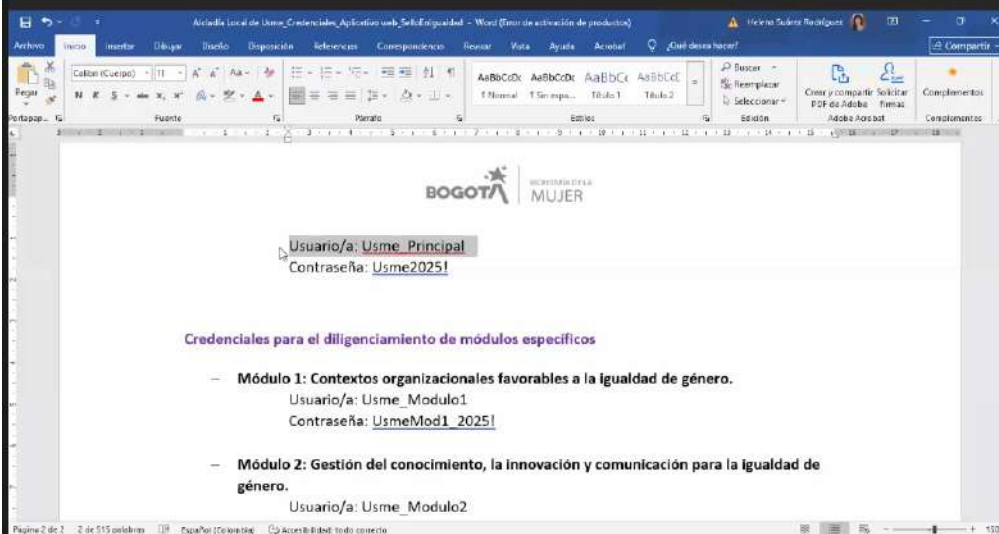 Alcladía Local de Usme_Credenciales_Aplicativo web_SelloEnIgualdad - Word (Error de activación de productos)
Helena Suárez Rodríguez
Archivo Inicio Insertar Dibujar Diseño Disposición Referencias Correspondencia Revisar Vista Ayuda Acrobat ¿Qué desea hacer? Compartir
Pegar
Calibri (Cuerpo) 11
N K S
AaBbCcDc AaBbCcDc AaBbCc AaBbCcC
¶ Normal ¶ Sin espa... Título 1 Título 2
Buscar
Reemplazar
Seleccionar
Crear y compartir PDF de Adobe
Solicitar firmas
Complementos
Portapap... Fuente Párrafo Estilos Edición Adobe Acrobat Complementos
BOGOTÁ
MUJER
Usuario/a: Usme_Principal
Contraseña: Usme2025!
Credenciales para el diligenciamiento de módulos específicos
– Módulo 1: Contextos organizacionales favorables a la igualdad de género.
Usuario/a: Usme_Modulo1
Contraseña: UsmeMod1_2025!
– Módulo 2: Gestión del conocimiento, la innovación y comunicación para la igualdad de
género.
Usuario/a: Usme_Modulo2
Página 2 de 2 2 de 515 palabras Español (Colombia) Accesibilidad: todo correcto 150